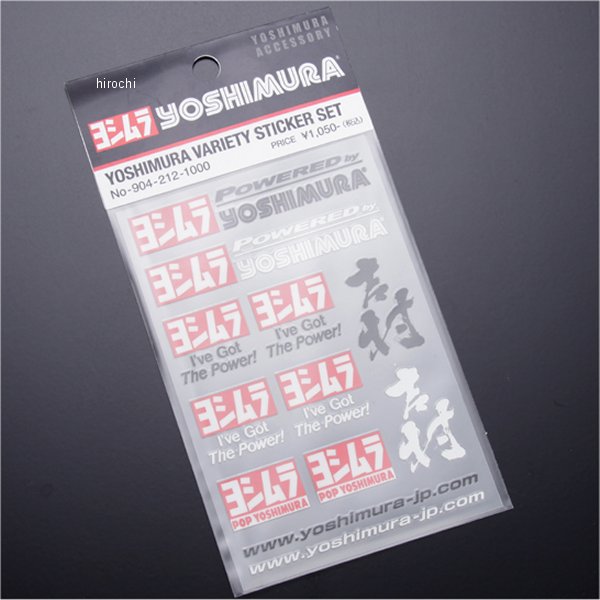 YOSHIMURA
ACCESSORY
hirochi
ヨシムラ YOSHIMURA
YOSHIMURA VARIETY STICKER SET
No-904-212-1000 PRICE ¥1,050-(税込)
ヨシムラ POWERED by
YOSHIMURA
ヨシムラ POWERED by
YOSHIMURA
ヨシムラ ヨシムラ
I've Got I've Got
The Power! The Power!
吉村
ヨシムラ ヨシムラ
I've Got I've Got
The Power! The Power!
吉村
ヨシムラ ヨシムラ
POP YOSHIMURA POP YOSHIMURA
www.yoshimura-jp.com
www.yoshimura-jp.com